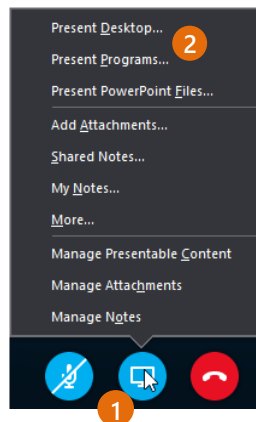 Present Desktop...
2
Present Programs...
Present PowerPoint Files...
Add Attachments...
Shared Notes...
My Notes...
More...
Manage Presentable Content
Manage Attachments
Manage Notes
1